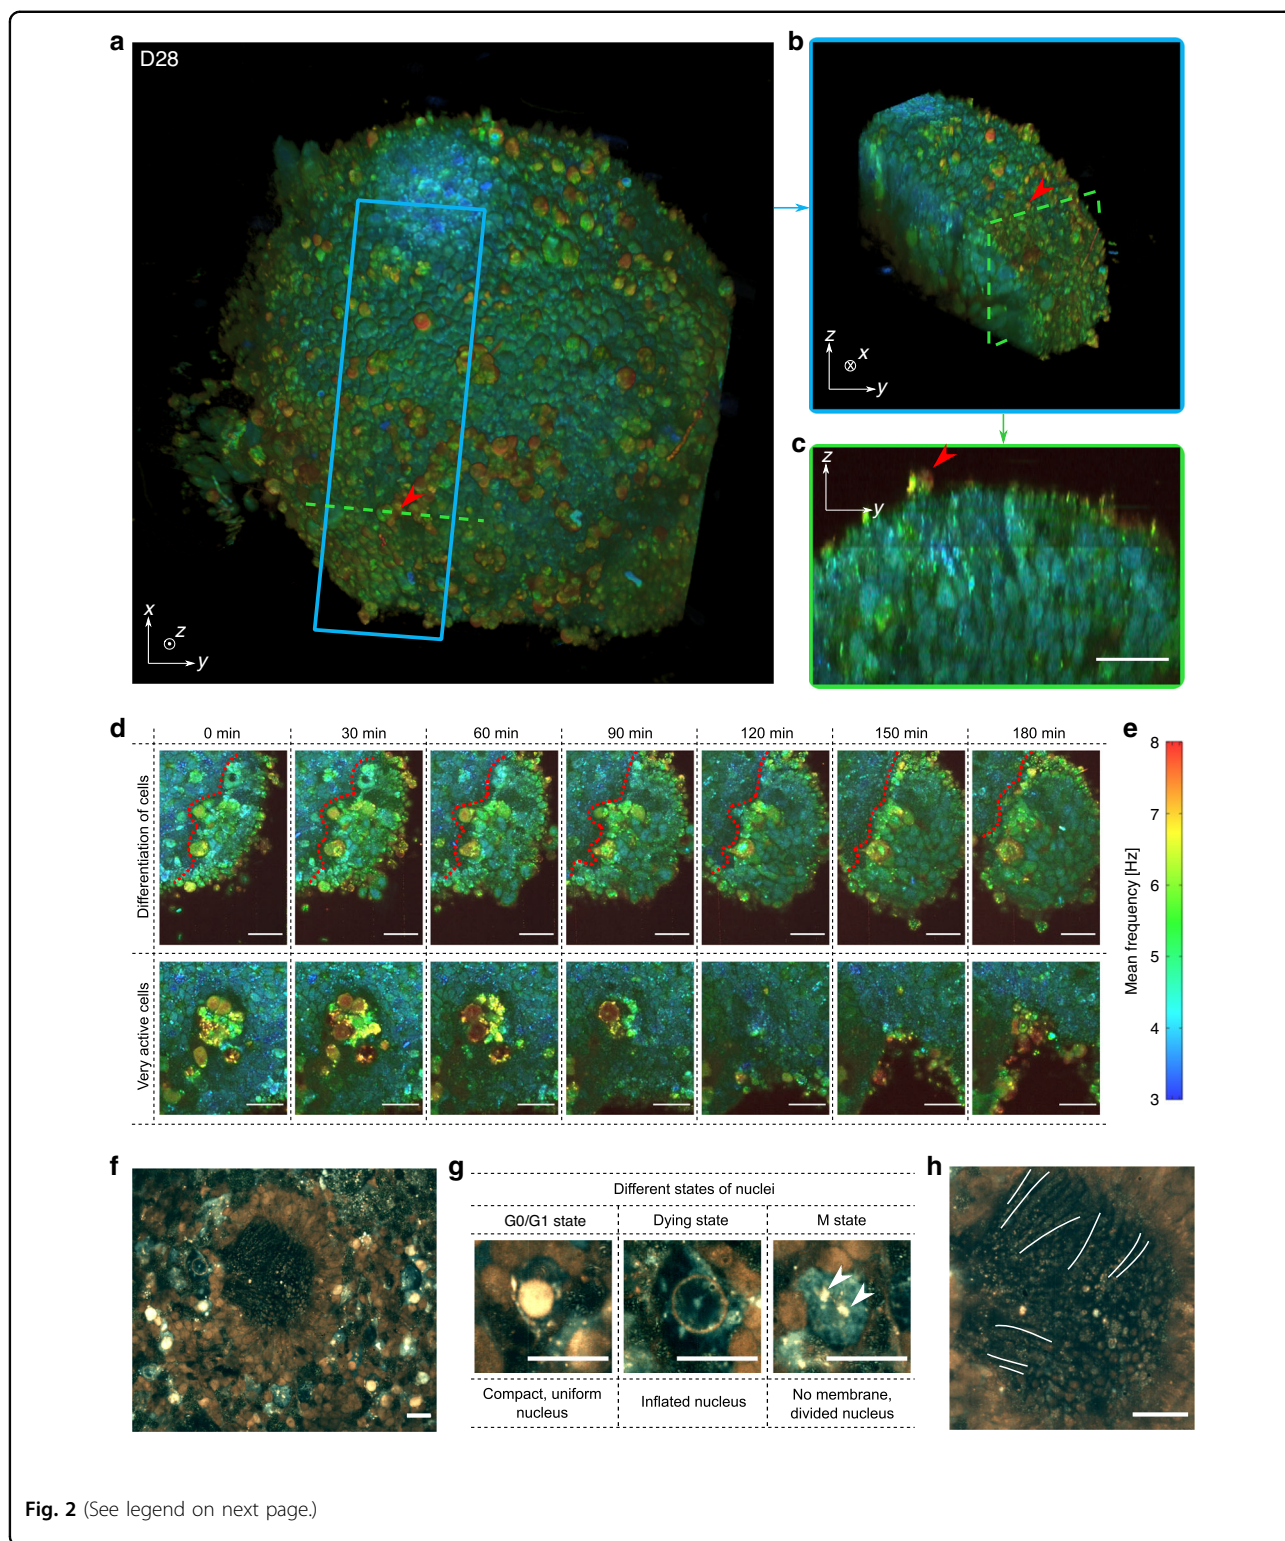 a
D28
x
z
y
b
z
x
y
c
z
y
d
0 min 30 min 60 min 90 min 120 min 150 min 180 min
Differentiation of cells
Very active cells
e
8
7
6
5
4
3
Mean frequency [Hz]
f
g
Different states of nuclei
G0/G1 state Dying state M state
Compact, uniform
nucleus
Inflated nucleus
No membrane,
divided nucleus
h
Fig. 2 (See legend on next page.)